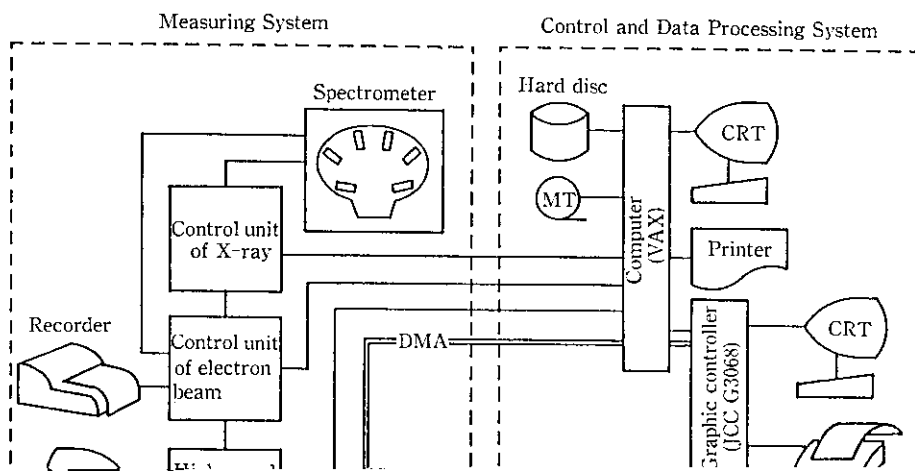 Measuring System
Control and Data Processing System
Spectrometer
Hard disc
CRT
MT
Control unit
of X-ray
Computer
(VAX)
Printer
Recorder
Control unit
of electron
beam
DMA
CRT
Graphic controller
(JCC G3068)